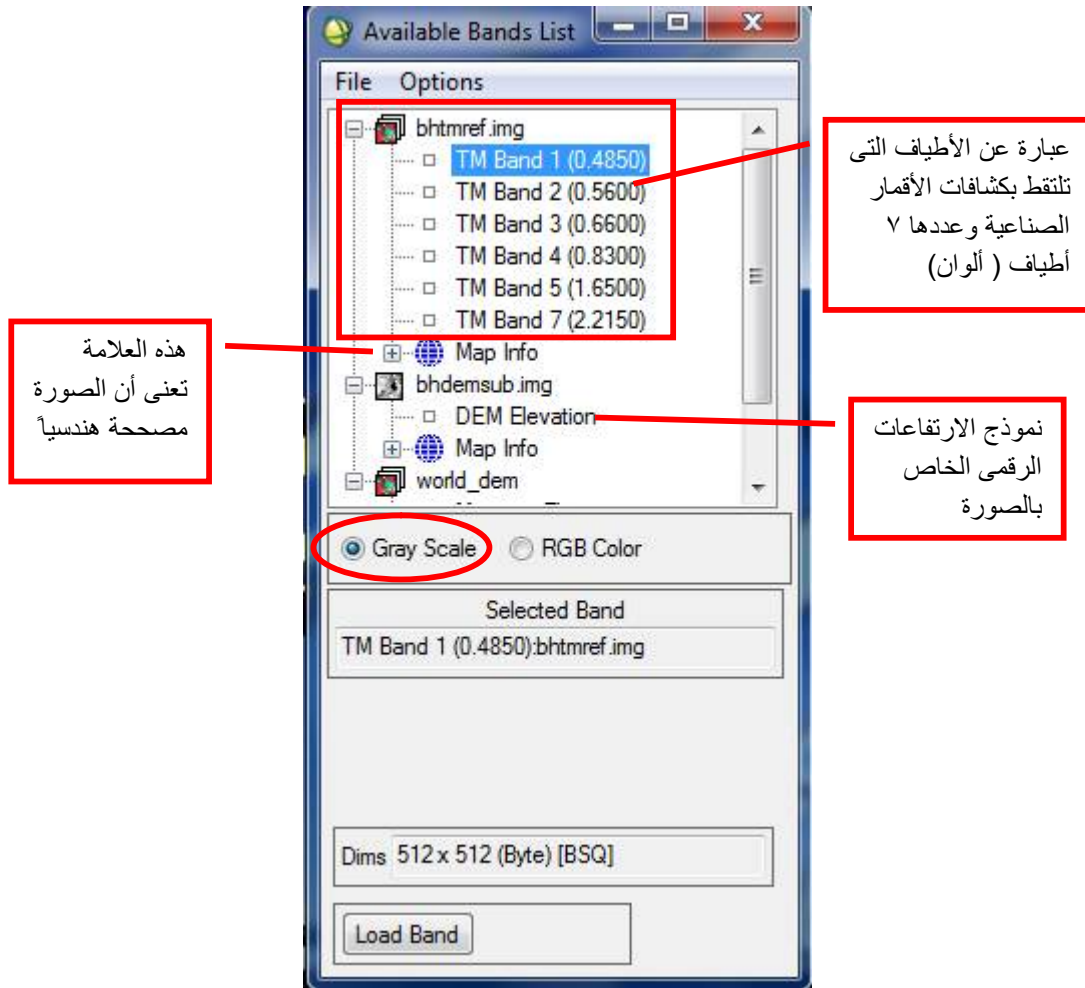 Available Bands List
File Options
bhtmref.img
TM Band 1 (0.4850)
TM Band 2 (0.5600)
TM Band 3 (0.6600)
TM Band 4 (0.8300)
TM Band 5 (1.6500)
TM Band 7 (2.2150)
Map Info
bhdemsub.img
DEM Elevation
Map Info
world_dem
Gray Scale RGB Color
Selected Band
TM Band 1 (0.4850):bhtmref.img
Dims 512 x 512 (Byte) [BSQ]
Load Band
عبارة عن الأطياف التى
تلتقط بكشافات الأقمار
الصناعية وعددها ٧
أطياف ( ألوان)
هذه العلامة
تعنى أن الصورة
مصححة هندسياً
نموذج الارتفاعات
الرقمى الخاص
بالصورة